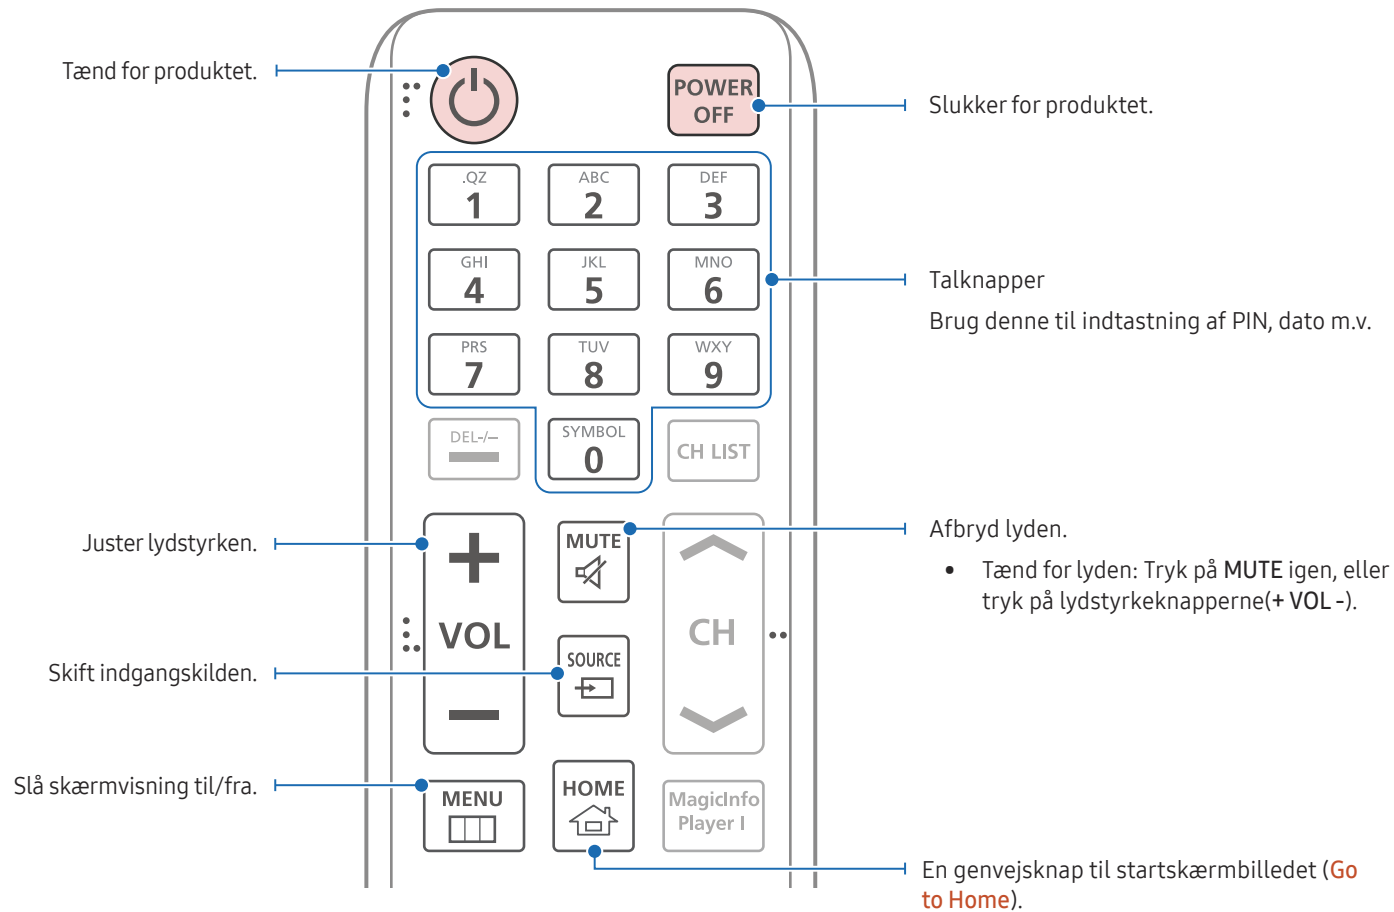 Tænd for produktet.
POWER
OFF
Slukker for produktet.
.QZ
1
ABC
2
DEF
3
GHI
4
JKL
5
MNO
6
Talknapper
Brug denne til indtastning af PIN, dato m.v.
PRS
7
TUV
8
WXY
9
DEL-/--
SYMBOL
0
CH LIST
Juster lydstyrken.
VOL
MUTE
CH
Afbryd lyden.
• Tænd for lyden: Tryk på MUTE igen, eller
tryk på lydstyrkeknapperne(+ VOL -).
Skift indgangskilden.
SOURCE
Slå skærmvisning til/fra.
MENU
HOME
MagicInfo
Player I
En genvejsknap til startskærmbilledet (Go
to Home).